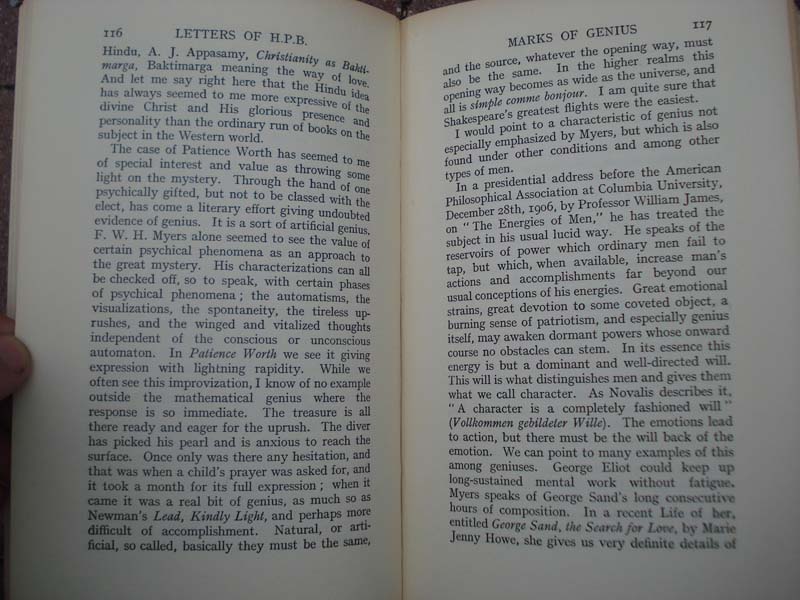 116 LETTERS OF H.P.B.
Hindu, A. J. Appasamy, Christianity as Bakti-
marga, Baktimarga meaning the way of love.
And let me say right here that the Hindu idea
has always seemed to me more expressive of the
divine Christ and His glorious presence and
personality than the ordinary run of books on the
subject in the Western world.
The case of Patience Worth has seemed to me
of special interest and value as throwing some
light on the mystery. Through the hand of one
psychically gifted, but not to be classed with the
elect, has come a literary effort giving undoubted
evidence of genius. It is a sort of artificial genius.
F. W. H. Myers alone seemed to see the value of
certain psychical phenomena as an approach to
the great mystery. His characterizations can all
be checked off, so to speak, with certain phases
of psychical phenomena; the automatisms, the
visualizations, the spontaneity, the tireless up-
rushes, and the winged and vitalized thoughts
independent of the conscious or unconscious
automaton. In Patience Worth we see it giving
expression with lightning rapidity. While we
often see this improvization, I know of no example
outside the mathematical genius where the
response is so immediate. The treasure is all
there ready and eager for the uprush. The diver
has picked his pearl and is anxious to reach the
surface. Once only was there any hesitation, and
that was when a child's prayer was asked for, and
it took a month for its full expression; when it
came it was a real bit of genius, as much so as
Newman's Lead, Kindly Light, and perhaps more
difficult of accomplishment. Natural, or arti-
ficial, so called, basically they must be the same,
MARKS OF GENIUS 117
and the source, whatever the opening way, must
also be the same. In the higher realms this
opening way becomes as wide as the universe, and
all is simple comme bonjour. I am quite sure that
Shakespeare's greatest flights were the easiest.
I would point to a characteristic of genius not
especially emphasized by Myers, but which is also
found under other conditions and among other
types of men.
In a presidential address before the American
Philosophical Association at Columbia University,
December 28th, 1906, by Professor William James,
on "The Energies of Men," he has treated the
subject in his usual lucid way. He speaks of the
reservoirs of power which ordinary men fail to
tap, but which, when available, increase man's
actions and accomplishments far beyond our
usual conceptions of his energies. Great emotional
strains, great devotion to some coveted object, a
burning sense of patriotism, and especially genius
itself, may awaken dormant powers whose onward
course no obstacles can stem. In its essence this
energy is but a dominant and well-directed will.
This will is what distinguishes men and gives them
what we call character. As Novalis describes it,
"A character is a completely fashioned will"
(Vollkommen gebildeter Wille). The emotions lead
to action, but there must be the will back of the
emotion. We can point to many examples of this
among geniuses. George Eliot could keep up
long-sustained mental work without fatigue.
Myers speaks of George Sand's long consecutive
hours of composition. In a recent Life of her,
entitled George Sand, the Search for Love, by Marie
Jenny Howe, she gives us very definite details of